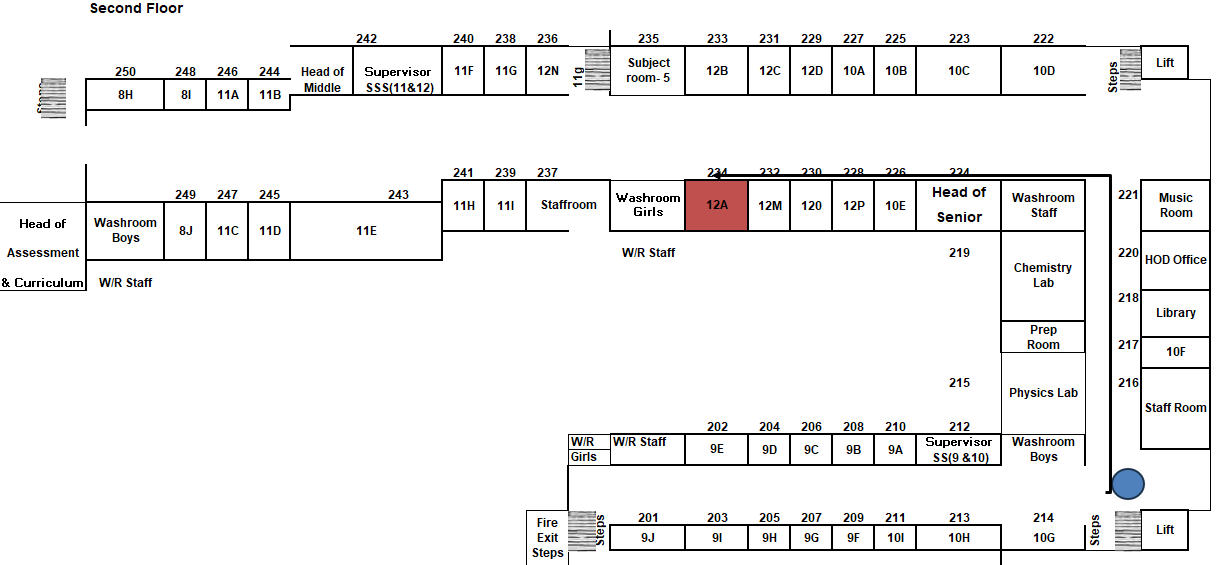 Second Floor
242 240 238 236 235 233 231 229 227 225 223 222
250 248 246 244
Head of
Middle
Supervisor
SSS(11&12)
11F 11G 12N
11g
Subject
room- 5
12B 12C 12D 10A 10B 10C 10D
Steps
Lift
Steps
8H 8I 11A 11B
241 239 237 234 232 230 228 226 224
249 247 245 243
11H 11I Staffroom
Washroom
Girls
12A 12M 120 12P 10E
Head of
Senior
Washroom
Staff
221
Music
Room
Head of
Assessment
& Curriculum
Washroom
Boys
8J 11C 11D 11E
W/R Staff
W/R Staff
219
Chemistry
Lab
220
HOD Office
218
Library
Prep
Room
217
10F
215
Physics Lab
216
Staff Room
202 204 206 208 210 212
W/R
Girls
W/R Staff
9E 9D 9C 9B 9A
Supervisor
SS(9 &10)
Washroom
Boys
Fire
Exit
Steps
Steps
201 203 205 207 209 211 213 214
9J 9I 9H 9G 9F 10I 10H 10G
Steps
Lift